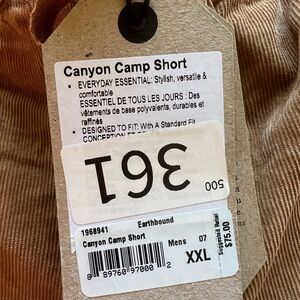 Canyon Camp Short
• EVERYDAY ESSENTIAL: Stylish, versatile &
comfortable
ESSENTIEL DE TOUS LES JOURS : Des
vêtements de base polyvalents, durables et
raffinés
• DESIGNED TO FIT: With A Standard Fit
361
500
1968941 Earthbound
Canyon Camp Short Mens 07
XXL
Suggested Retail
$75.00
8 89760 97000 2